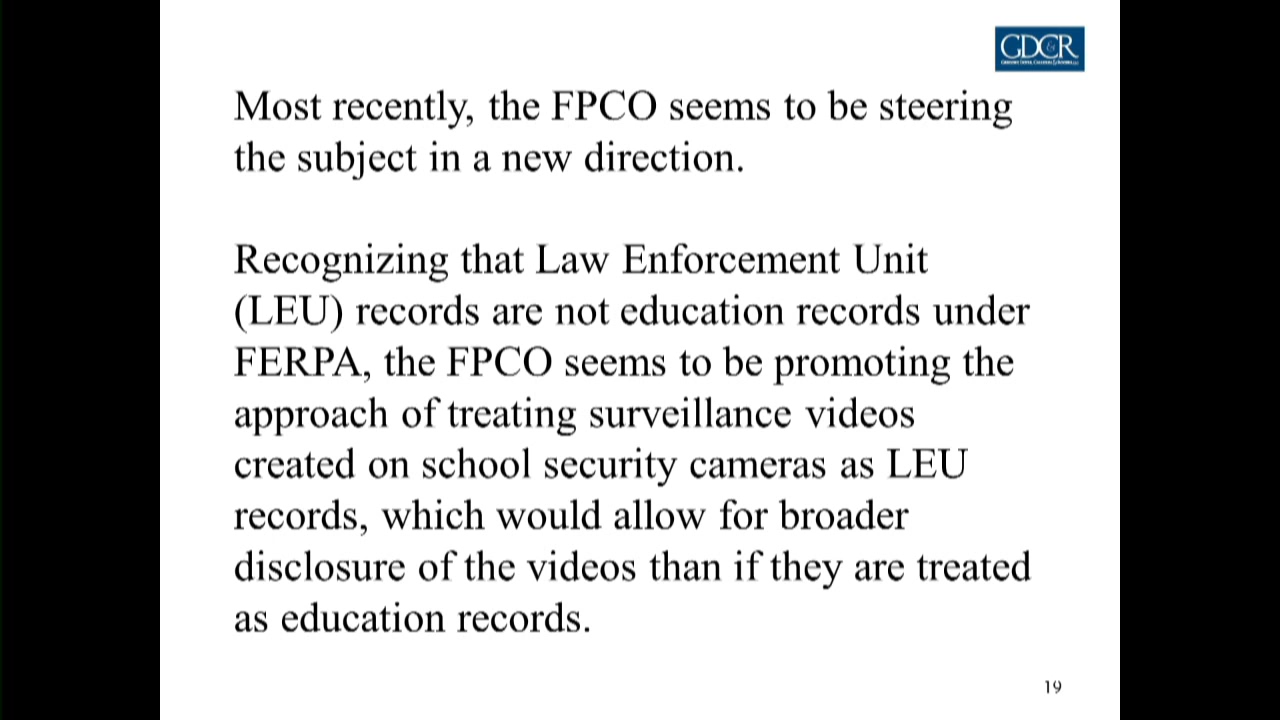 GDC&R
Most recently, the FPCO seems to be steering
the subject in a new direction.
Recognizing that Law Enforcement Unit
(LEU) records are not education records under
FERPA, the FPCO seems to be promoting the
approach of treating surveillance videos
created on school security cameras as LEU
records, which would allow for broader
disclosure of the videos than if they are treated
as education records.
19